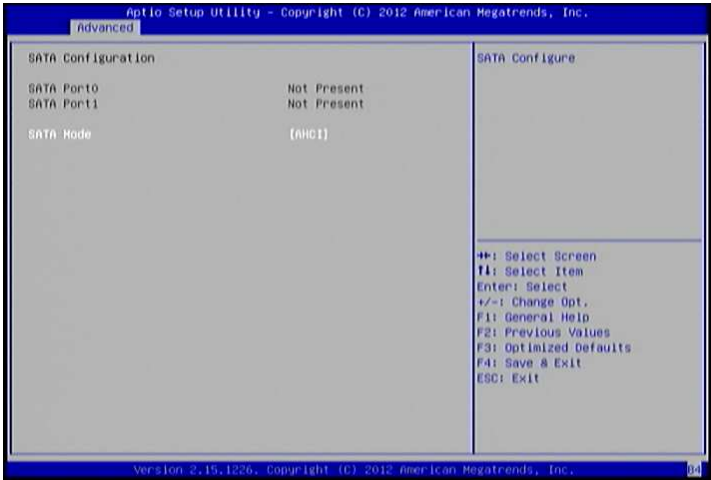 Aptio Setup Utility - Copyright (C) 2012 American Megatrends, Inc.
Advanced
SATA Configuration
SATA Port0 Not Present
SATA Port1 Not Present
SATA Mode [AHCI]
SATA Configure
→←: Select Screen
↑↓: Select Item
Enter: Select
+/-: Change Opt.
F1: General Help
F2: Previous Values
F3: Optimized Defaults
F4: Save & Exit
ESC: Exit
Version 2.15.1226. Copyright (C) 2012 American Megatrends, Inc.
B4